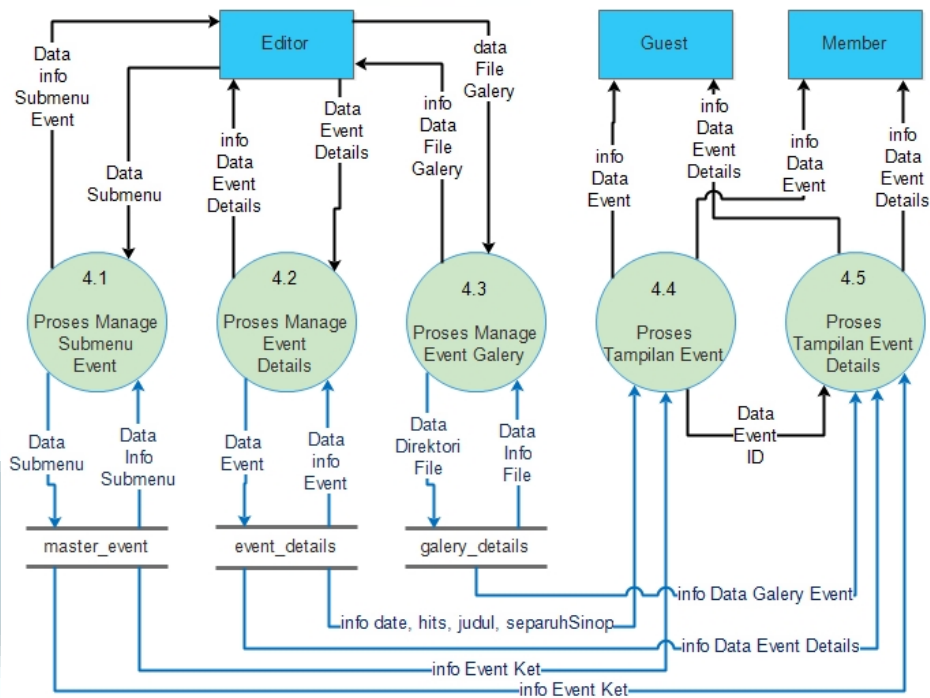 Editor
Guest
Member
Data
info
Submenu
Event
Data
Submenu
info
Data
Event
Details
Data
Event
Details
info
Data
File
Galery
data
File
Galery
info
Data
Event
info
Data
Event
Details
info
Data
Event
info
Data
Event
Details
4.1
Proses Manage
Submenu
Event
4.2
Proses Manage
Event
Details
4.3
Proses Manage
Event Galery
4.4
Proses
Tampilan Event
4.5
Proses
Tampilan Event
Details
Data
Submenu
Data
Info
Submenu
Data
Event
Data
info
Event
Data
Direktori
File
Data
Info
File
Data
Event
ID
master_event
event_details
galery_details
info Data Galery Event
info date, hits, judul, separuhSinop
info Data Event Details
info Event Ket
info Event Ket